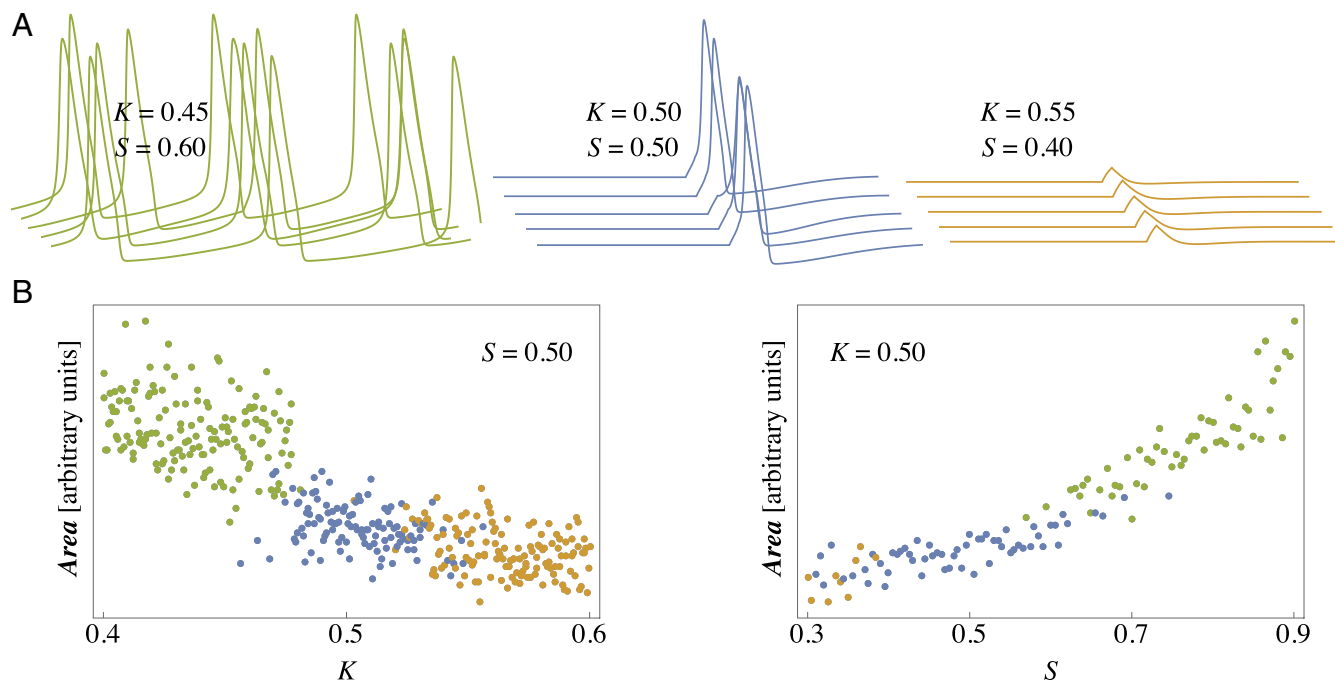 A
K = 0.45
S = 0.60
K = 0.50
S = 0.50
K = 0.55
S = 0.40
B
Area [arbitrary units]
S = 0.50
0.4 0.5 0.6
K
Area [arbitrary units]
K = 0.50
0.3 0.5 0.7 0.9
S